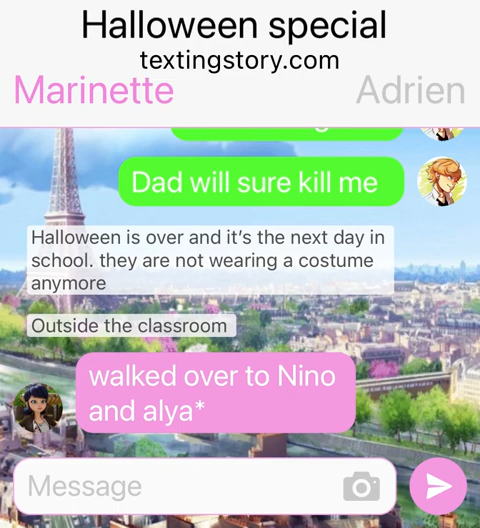 Halloween special
textingstory.com
Marinette
Adrien
Dad will sure kill me
Halloween is over and it's the next day in
school. they are not wearing a costume
anymore
Outside the classroom
walked over to Nino
and alya*
Message